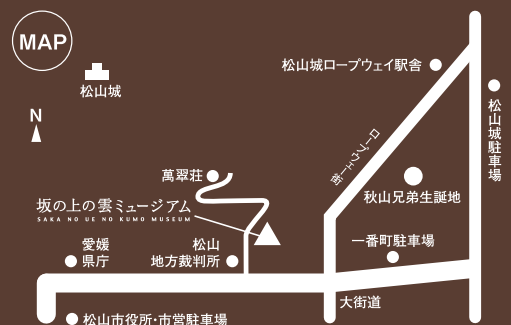 MAP
松山城ロープウェイ駅舎
松山城
松山城駐車場
N
ロープウェー街
萬翠荘
秋山兄弟生誕地
坂の上の雲ミュージアム
SAKA NO UE NO KUMO MUSEUM
愛媛
県庁
松山
地方裁判所
一番町駐車場
大街道
松山市役所・市営駐車場